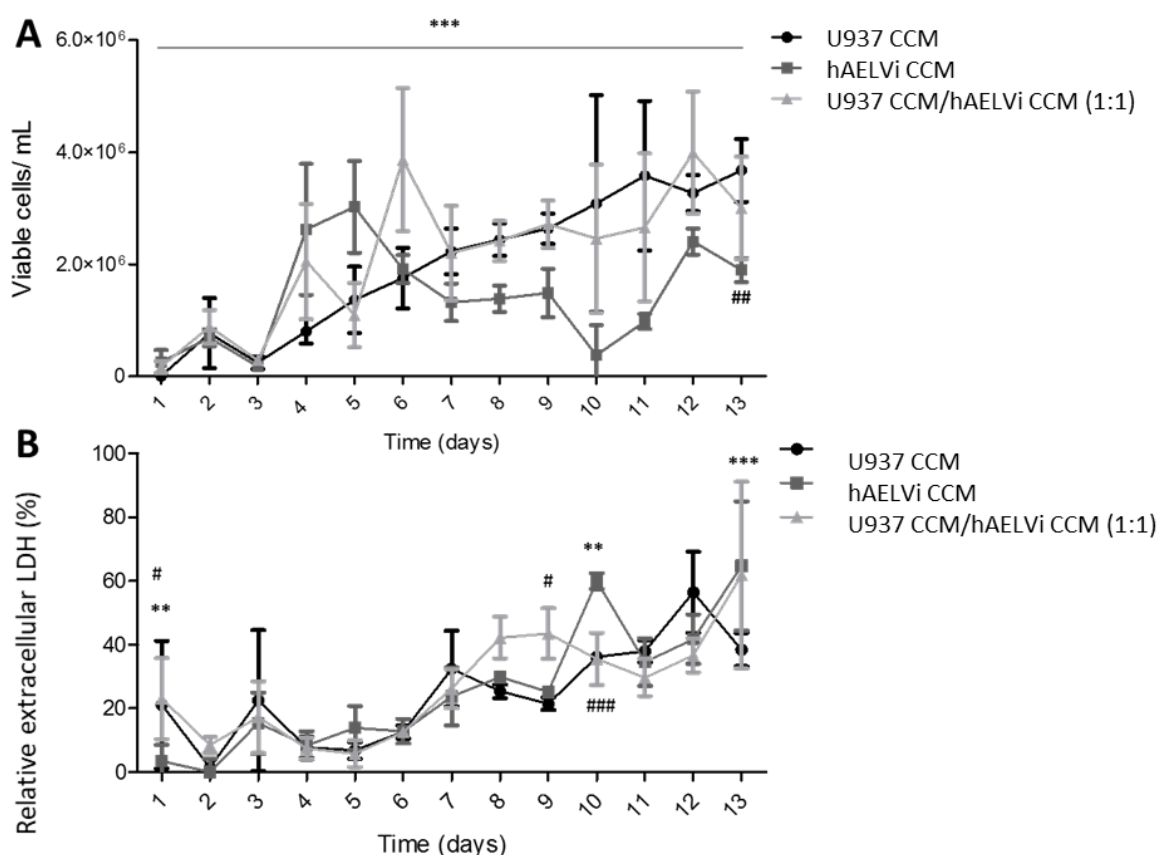 A
***
6.0×10⁶
4.0×10⁶
2.0×10⁶
0
Viable cells/ mL
U937 CCM
hAELVi CCM
U937 CCM/hAELVi CCM (1:1)
##
1 2 3 4 5 6 7 8 9 10 11 12 13
Time (days)
B
100
80
60
40
20
0
Relative extracellular LDH (%)
U937 CCM
hAELVi CCM
U937 CCM/hAELVi CCM (1:1)
***
**
#
#
**
###
1 2 3 4 5 6 7 8 9 10 11 12 13
Time (days)